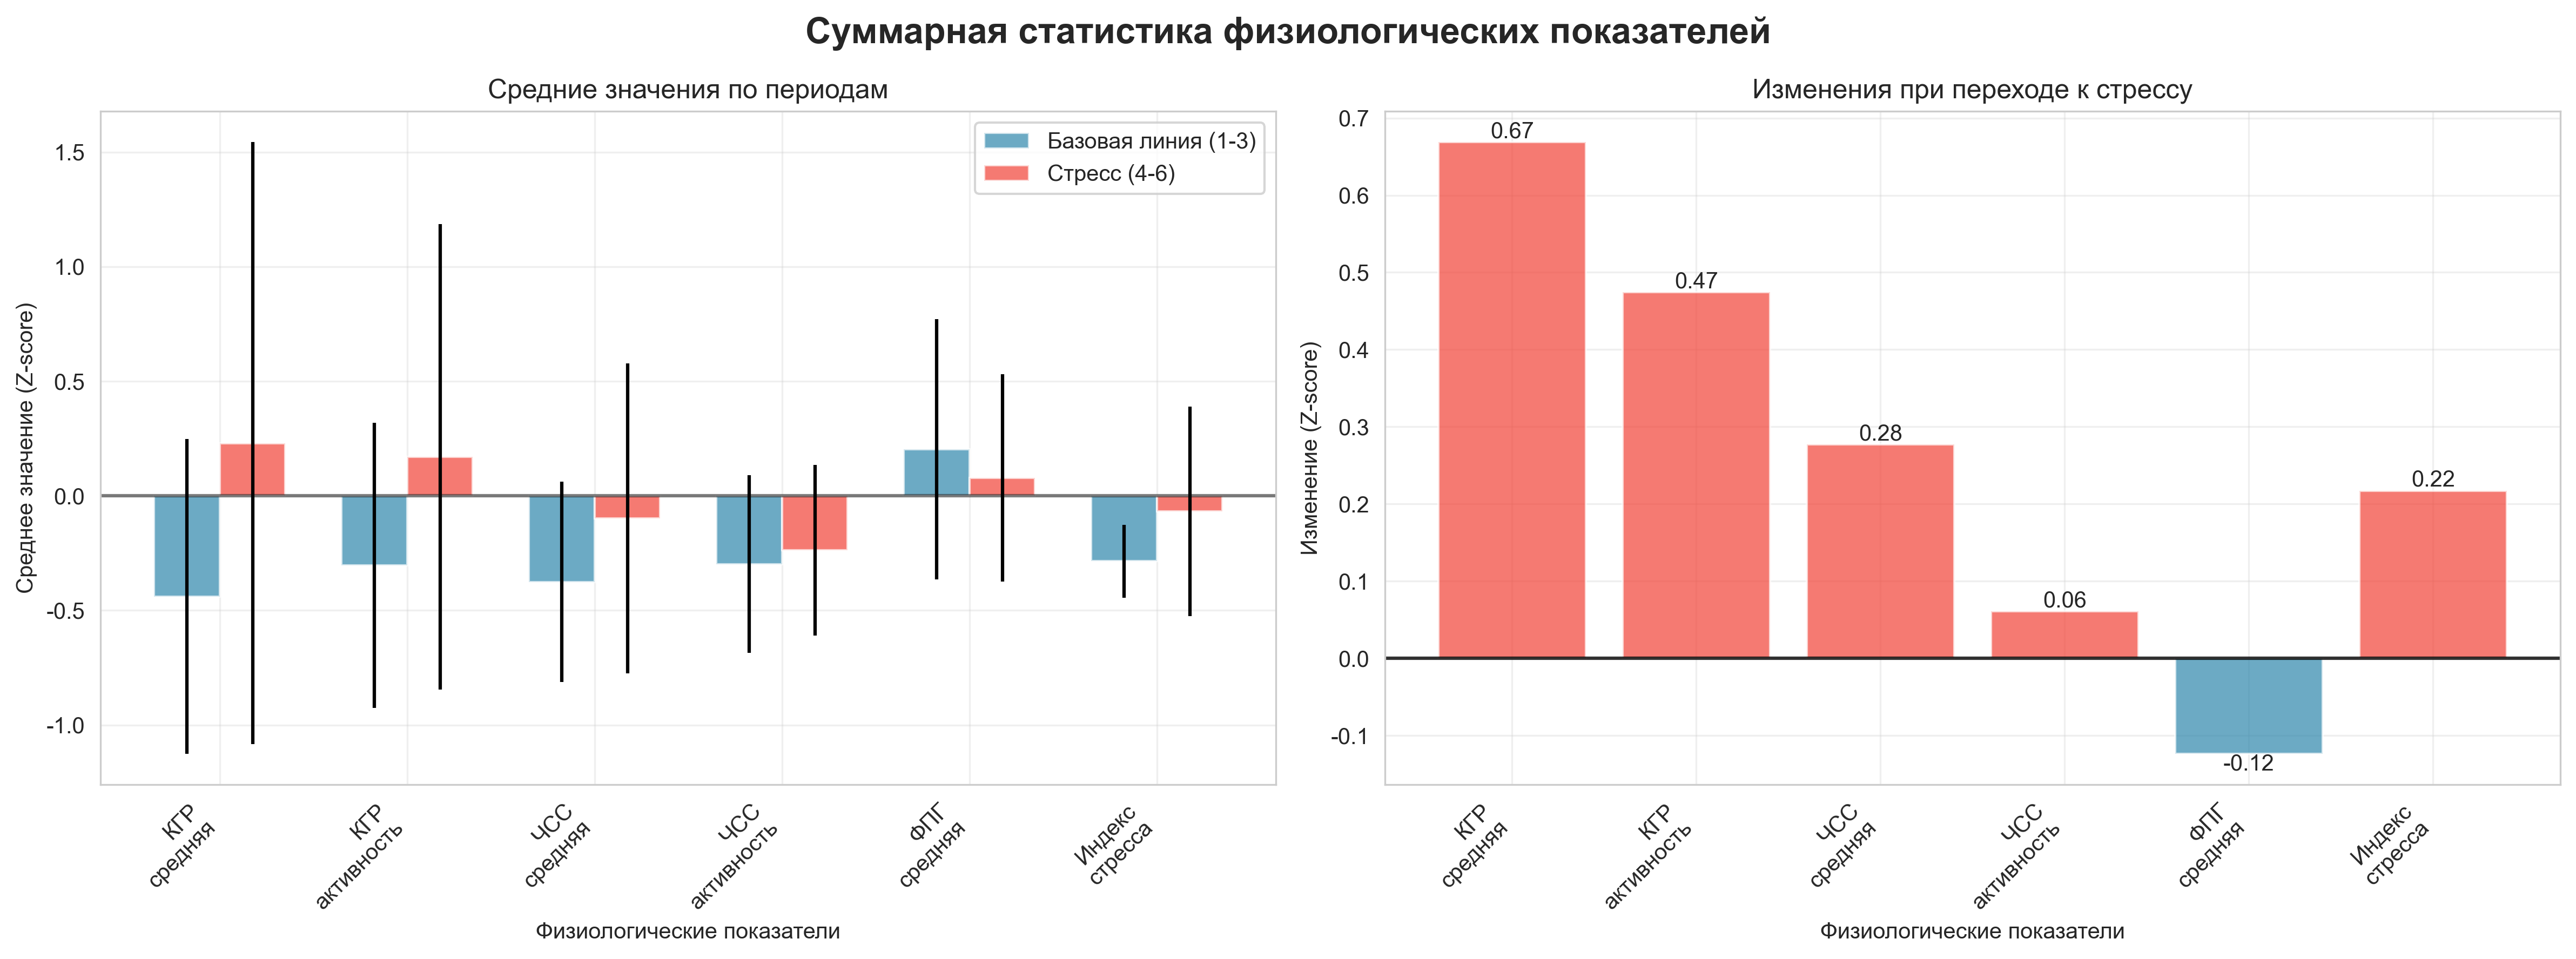 Суммарная статистика физиологических показателей
Средние значения по периодам
Среднее значение (Z-score)
1.5
1.0
0.5
0.0
-0.5
-1.0
Базовая линия (1-3)
Стресс (4-6)
КГР
средняя
КГР
активность
ЧСС
средняя
ЧСС
активность
ФПГ
средняя
Индекс
стресса
Физиологические показатели
Изменения при переходе к стрессу
Изменение (Z-score)
0.7
0.6
0.5
0.4
0.3
0.2
0.1
0.0
-0.1
0.67
0.47
0.28
0.06
-0.12
0.22
КГР
средняя
КГР
активность
ЧСС
средняя
ЧСС
активность
ФПГ
средняя
Индекс
стресса
Физиологические показатели